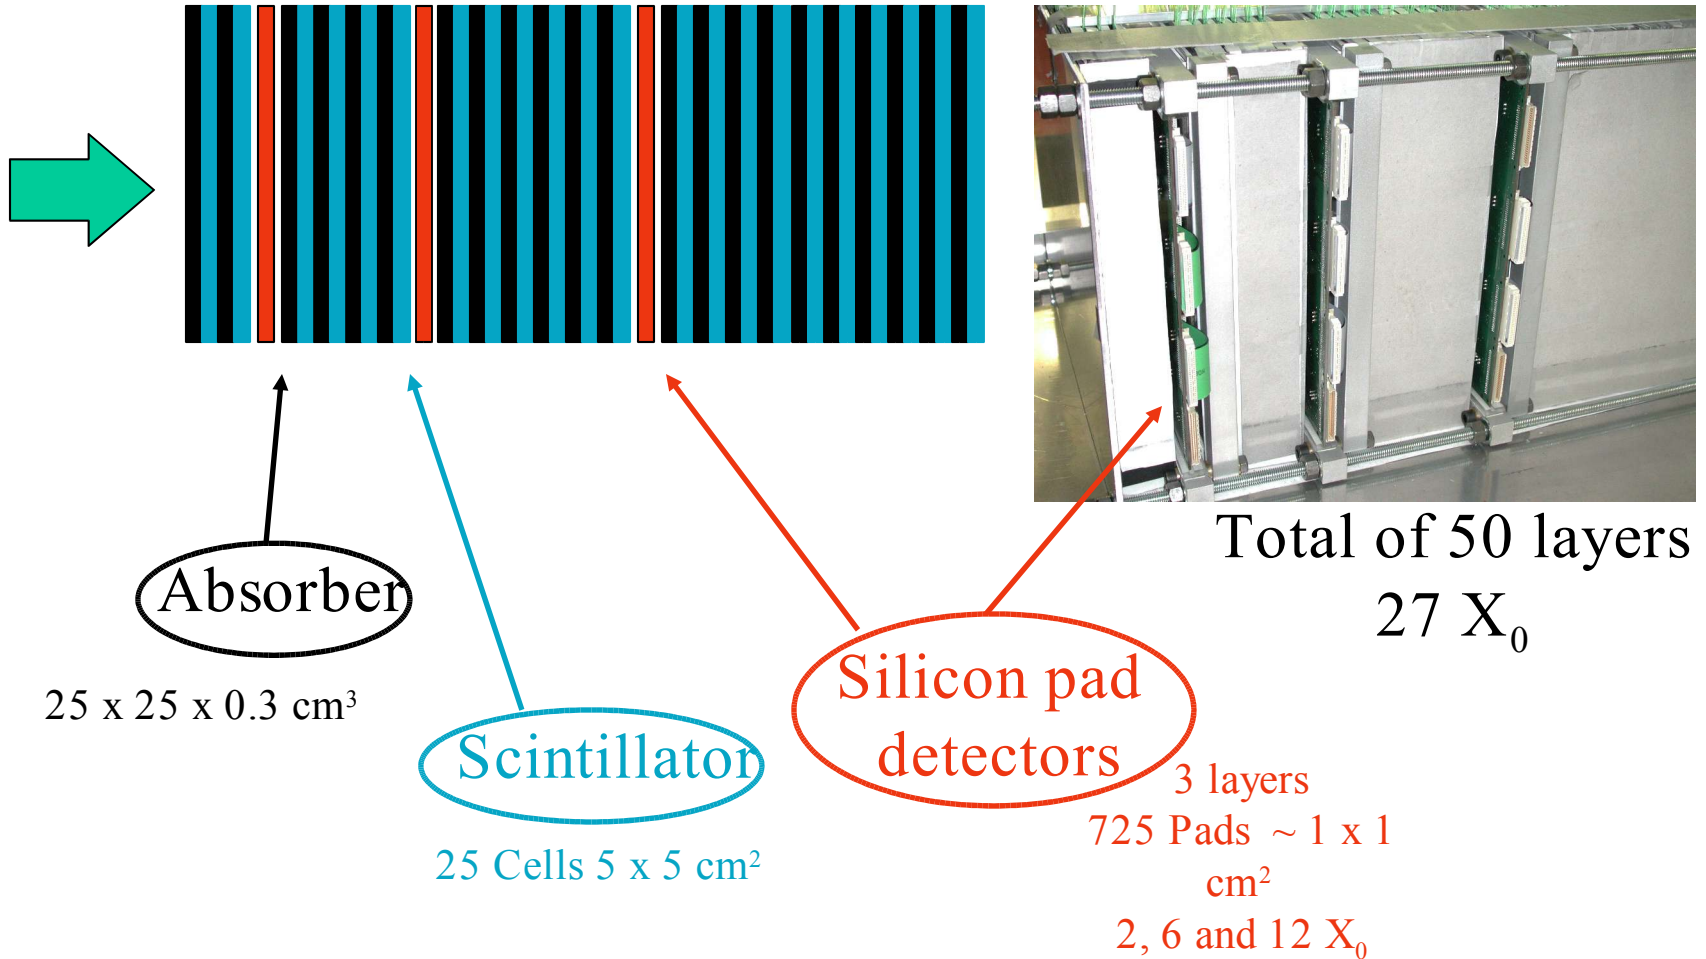 Total of 50 layers
27 X₀
Absorber
25 x 25 x 0.3 cm³
Silicon pad
detectors
Scintillator
3 layers
725 Pads ~ 1 x 1
cm²
2, 6 and 12 X₀
25 Cells 5 x 5 cm²